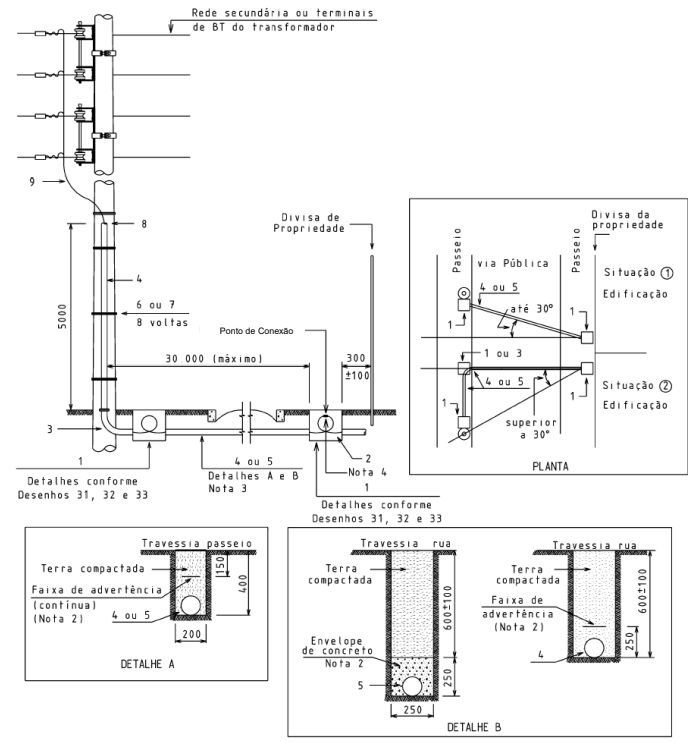 Rede secundária ou terminais
de BT do transformador
9
8
Divisa de
Propriedade
4
6 ou 7
8 voltas
5000
Ponto de Conexão
30 000 (máximo)
300
±100
3
1
Detalhes conforme
Desenhos 31, 32 e 33
4 ou 5
Detalhes A e B
Nota 3
2
Nota 4
1
Detalhes conforme
Desenhos 31, 32 e 33
Passeio
via Pública
Passeio
Divisa da
propriedade
4 ou 5
até 30°
1
1
Situação 1
Edificação
1 ou 3
4 ou 5
1
1
superior
a 30°
Situação 2
Edificação
PLANTA
Travessia passeio
Terra compactada
Faixa de advertência
(contínua)
(Nota 2)
4 ou 5
150
400
200
DETALHE A
Travessia rua
Terra
compactada
600±100
Envelope
de concreto
Nota 2
5
250
250
Travessia rua
Terra
compactada
Faixa de
advertência
(Nota 2)
4
250
600±100
DETALHE B